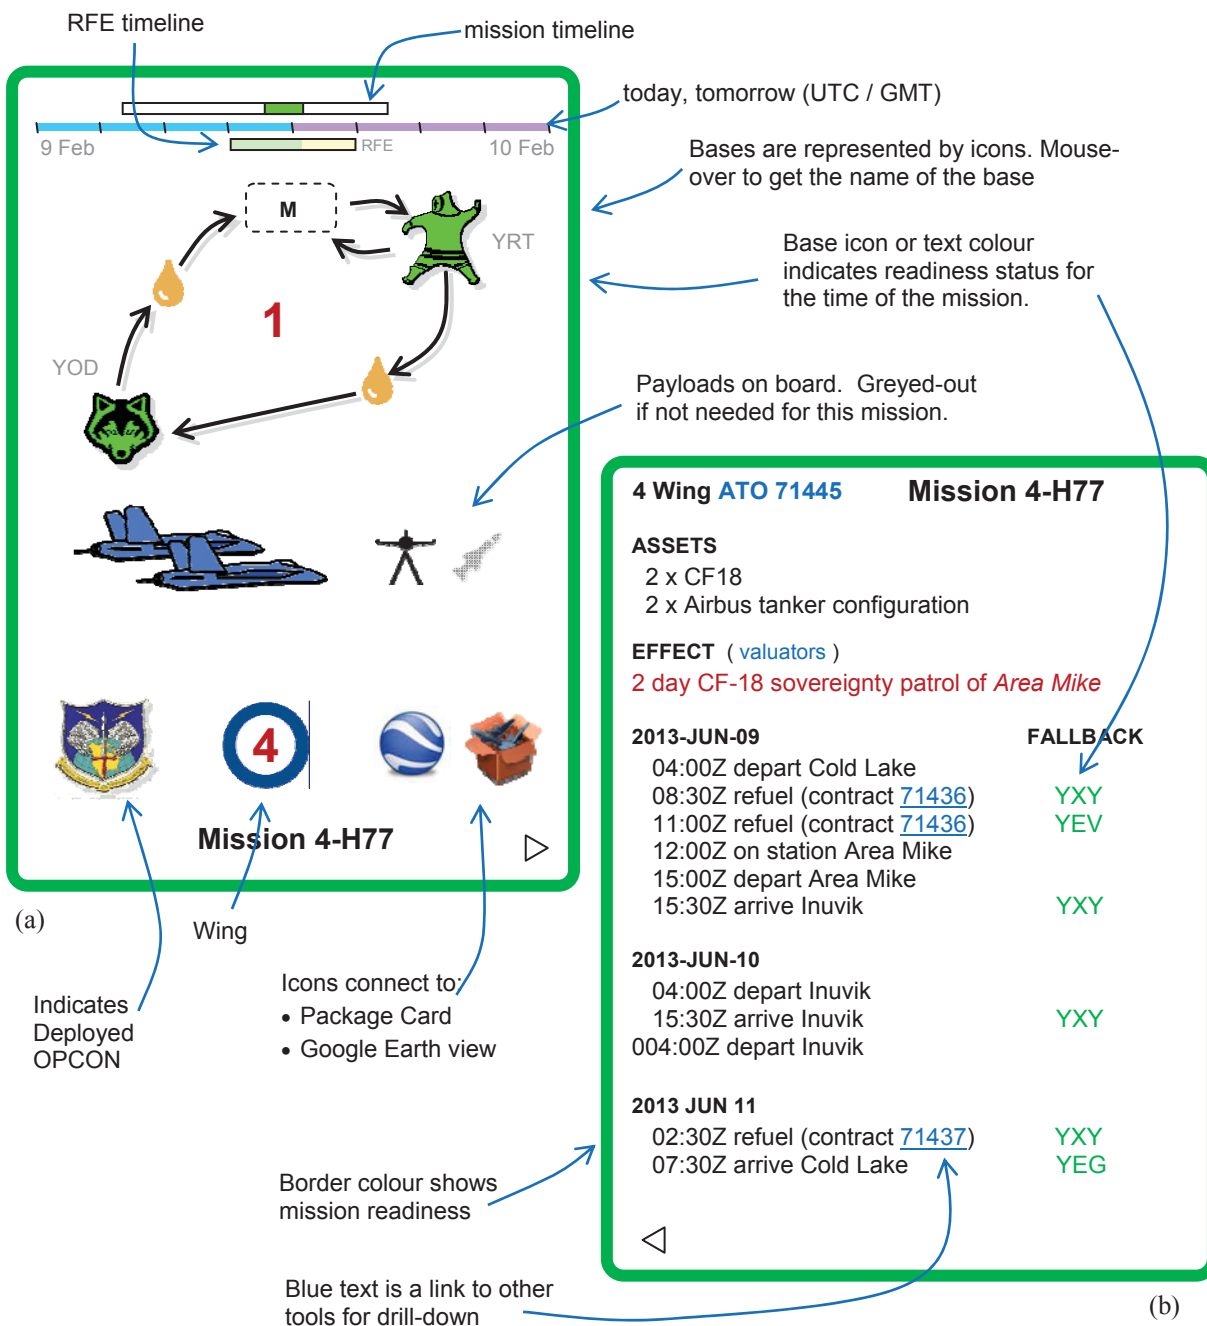 RFE timeline
mission timeline
today, tomorrow (UTC / GMT)
9 Feb
RFE
10 Feb
Bases are represented by icons. Mouse-
over to get the name of the base
M
YRT
Base icon or text colour
indicates readiness status for
the time of the mission.
1
YOD
Payloads on board. Greyed-out
if not needed for this mission.
4
Mission 4-H77
(a)
Wing
Indicates
Deployed
OPCON
Icons connect to:
• Package Card
• Google Earth view
4 Wing ATO 71445 Mission 4-H77
ASSETS
2 x CF18
2 x Airbus tanker configuration
EFFECT ( valuators )
2 day CF-18 sovereignty patrol of Area Mike
2013-JUN-09 FALLBACK
04:00Z depart Cold Lake
08:30Z refuel (contract 71436) YXY
11:00Z refuel (contract 71436) YEV
12:00Z on station Area Mike
15:00Z depart Area Mike
15:30Z arrive Inuvik YXY
2013-JUN-10
04:00Z depart Inuvik
15:30Z arrive Inuvik YXY
004:00Z depart Inuvik
2013 JUN 11
02:30Z refuel (contract 71437) YXY
07:30Z arrive Cold Lake YEG
Border colour shows
mission readiness
Blue text is a link to other
tools for drill-down
(b)